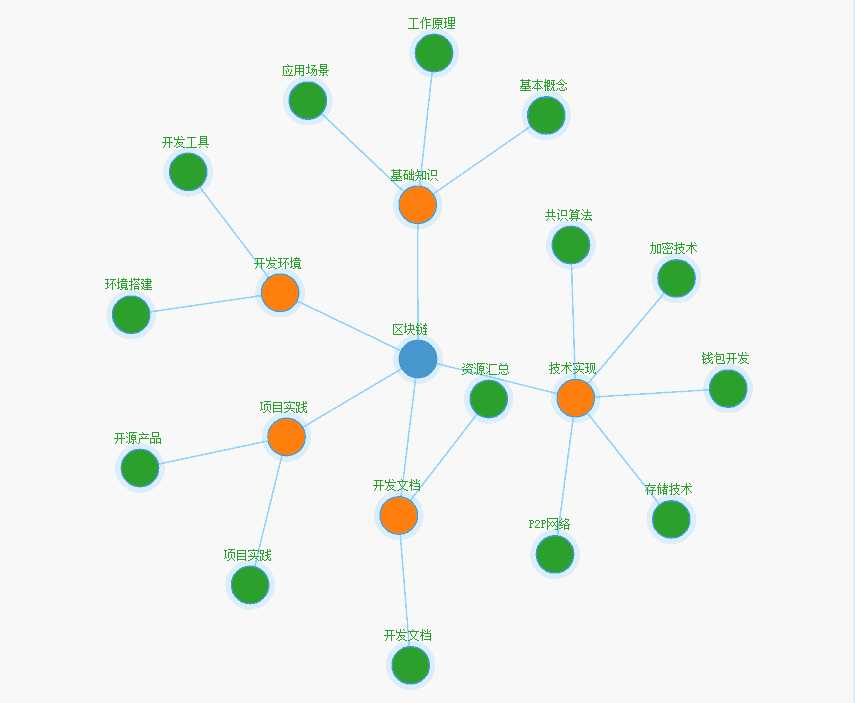 工作原理
应用场景
基本概念
开发工具
基础知识
共识算法
加密技术
开发环境
环境搭建
区块链
钱包开发
资源汇总
技术实现
项目实践
开源产品
开发文档
存储技术
P2P网络
项目实践
开发文档